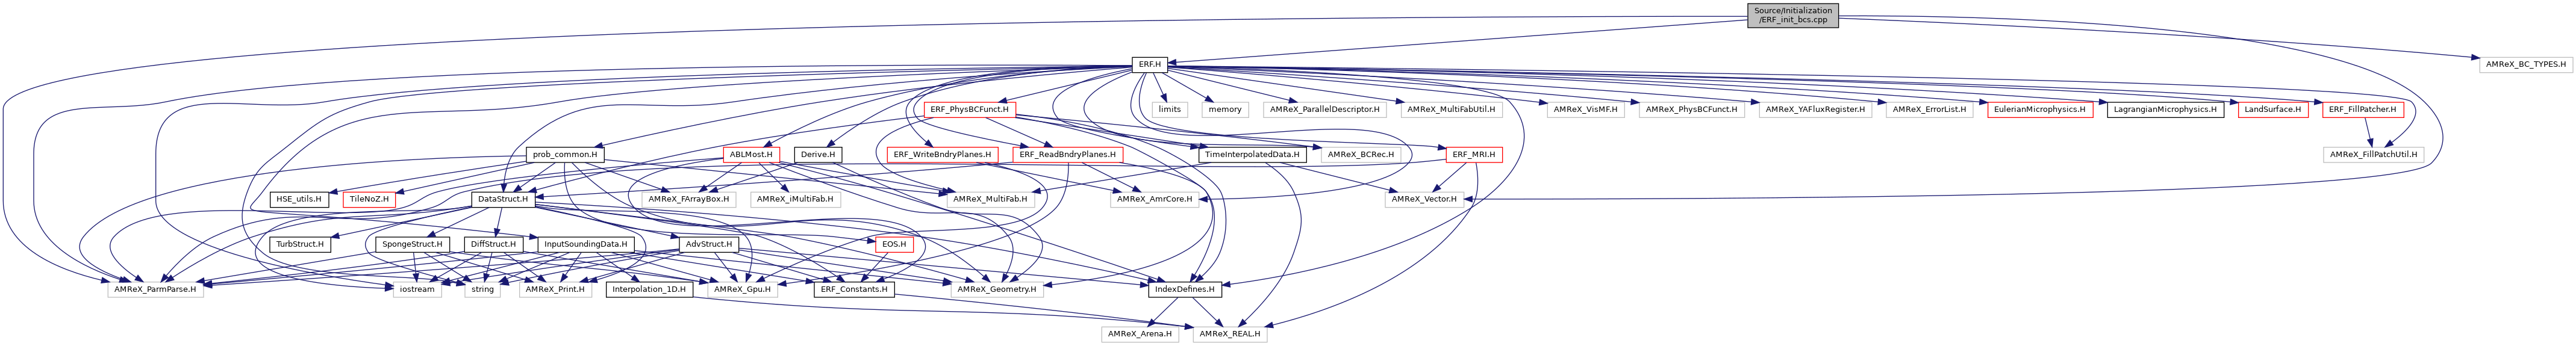 Source/Initialization
/ERF_init_bcs.cpp
ERF.H
AMReX_BC_TYPES.H
ERF_PhysBCFunct.H
limits
memory
AMReX_ParallelDescriptor.H
AMReX_MultiFabUtil.H
AMReX_VisMF.H
AMReX_PhysBCFunct.H
AMReX_YAFluxRegister.H
AMReX_ErrorList.H
EulerianMicrophysics.H
LagrangianMicrophysics.H
LandSurface.H
ERF_FillPatcher.H
prob_common.H
ABLMost.H
Derive.H
ERF_WriteBndryPlanes.H
ERF_ReadBndryPlanes.H
TimeInterpolatedData.H
AMReX_BCRec.H
ERF_MRI.H
AMReX_FillPatchUtil.H
HSE_utils.H
TileNoZ.H
DataStruct.H
AMReX_FArrayBox.H
AMReX_iMultiFab.H
AMReX_MultiFab.H
AMReX_AmrCore.H
AMReX_Vector.H
TurbStruct.H
SpongeStruct.H
DiffStruct.H
InputSoundingData.H
AdvStruct.H
EOS.H
AMReX_ParmParse.H
iostream
string
AMReX_Print.H
Interpolation_1D.H
AMReX_Gpu.H
ERF_Constants.H
AMReX_Geometry.H
IndexDefines.H
AMReX_Arena.H
AMReX_REAL.H